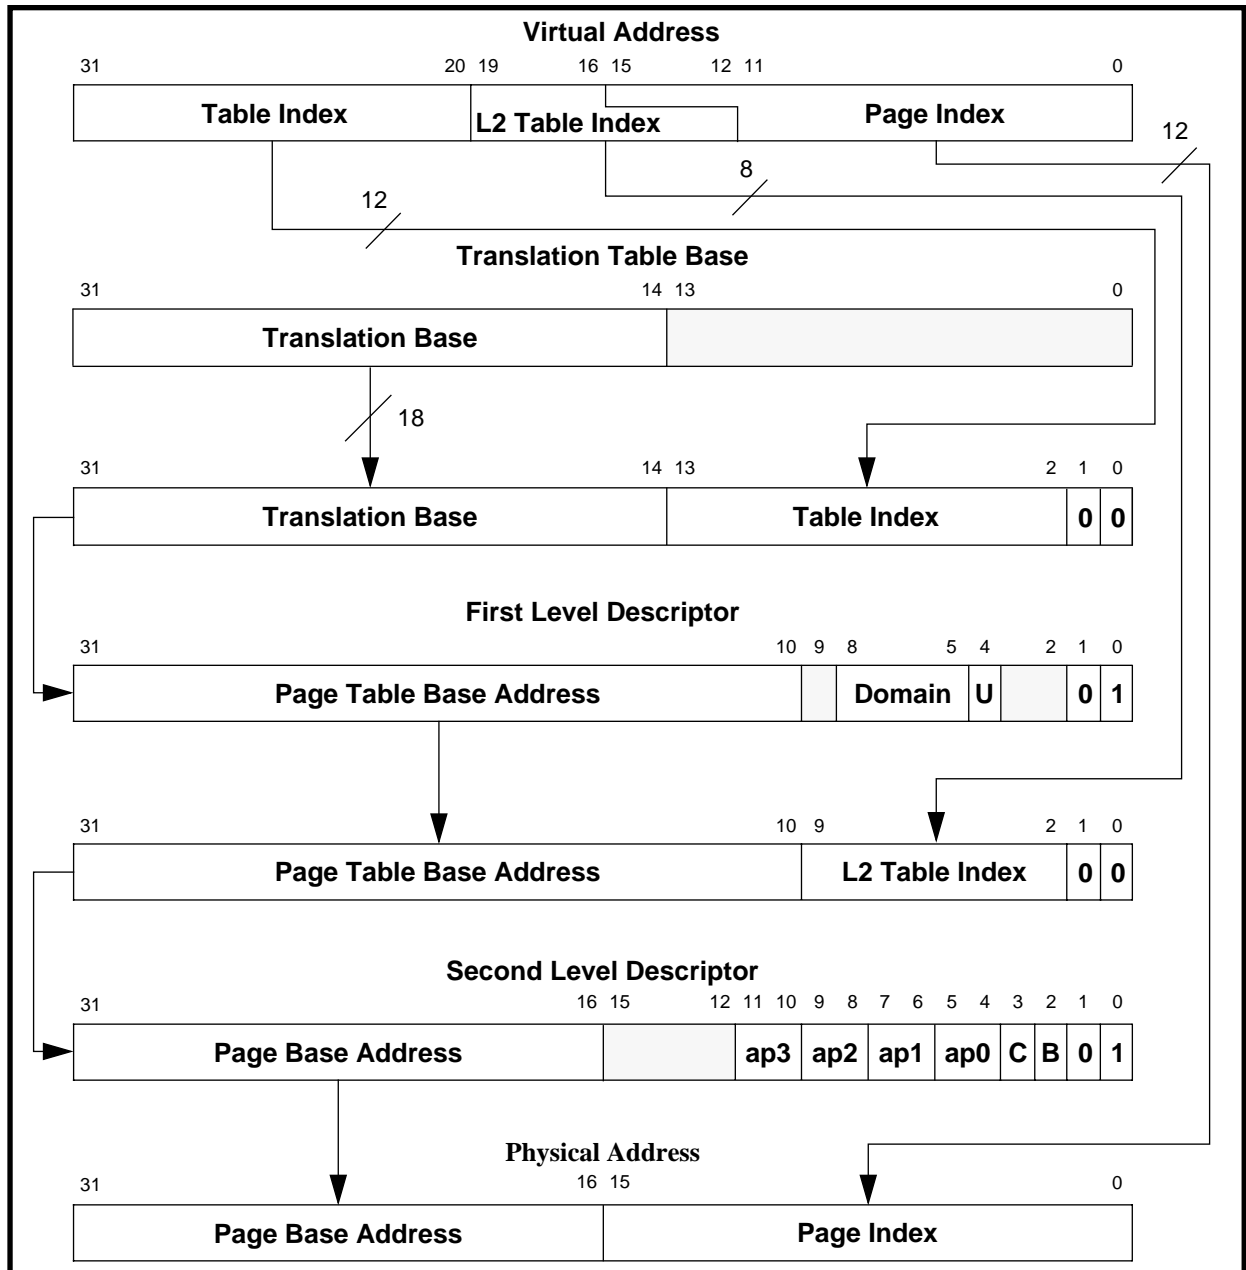 Virtual Address
31 20 19 16 15 12 11 0
Table Index L2 Table Index Page Index
12
8
12
Translation Table Base
31 14 13 0
Translation Base
18
31 14 13 2 1 0
Translation Base Table Index 0 0
First Level Descriptor
31 10 9 8 5 4 2 1 0
Page Table Base Address Domain U 0 1
31 10 9 2 1 0
Page Table Base Address L2 Table Index 0 0
Second Level Descriptor
31 16 15 12 11 10 9 8 7 6 5 4 3 2 1 0
Page Base Address ap3 ap2 ap1 ap0 C B 0 1
Physical Address
31 16 15 0
Page Base Address Page Index